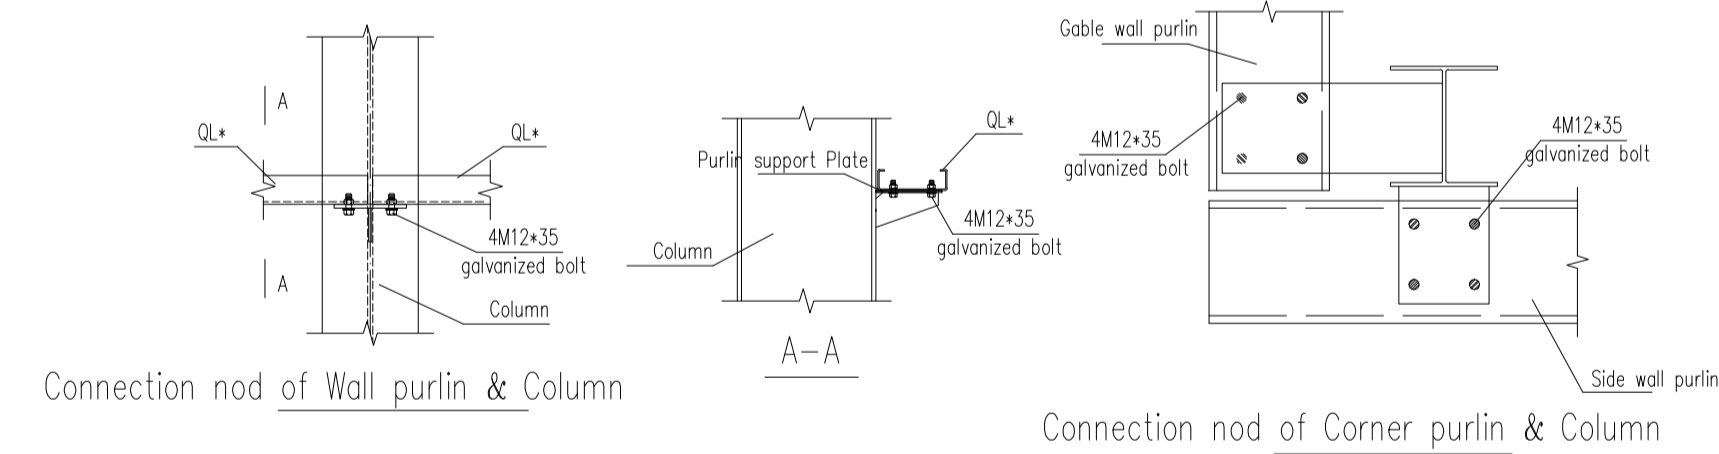 A
QL*
QL*
4M12*35
galvanized bolt
A
Column
Connection nod of Wall purlin & Column
QL*
Purlin support Plate
4M12*35
galvanized bolt
Column
A-A
Gable wall purlin
4M12*35
galvanized bolt
4M12*35
galvanized bolt
Side wall purlin
Connection nod of Corner purlin & Column